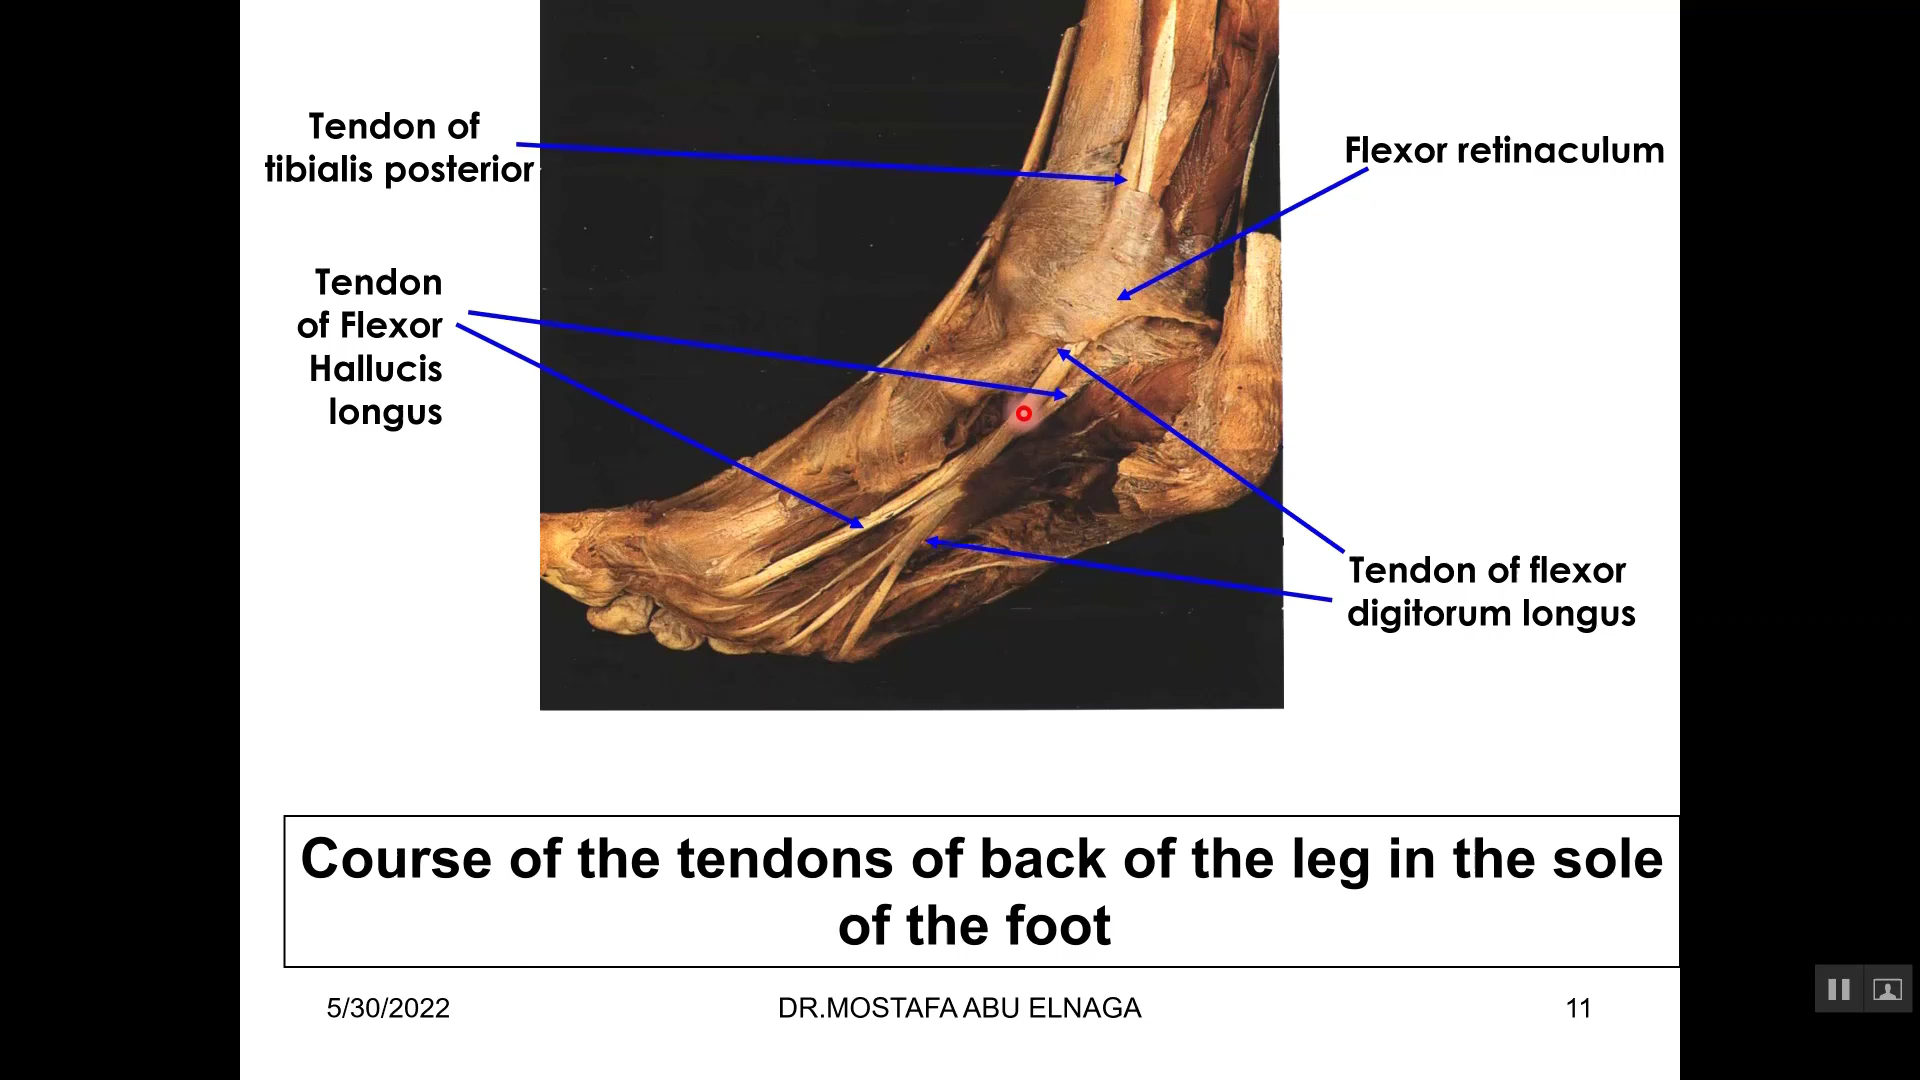 Tendon of
tibialis posterior
Flexor retinaculum
Tendon
of Flexor
Hallucis
longus
Tendon of flexor
digitorum longus
Course of the tendons of back of the leg in the sole
of the foot
5/30/2022
DR.MOSTAFA ABU ELNAGA
11